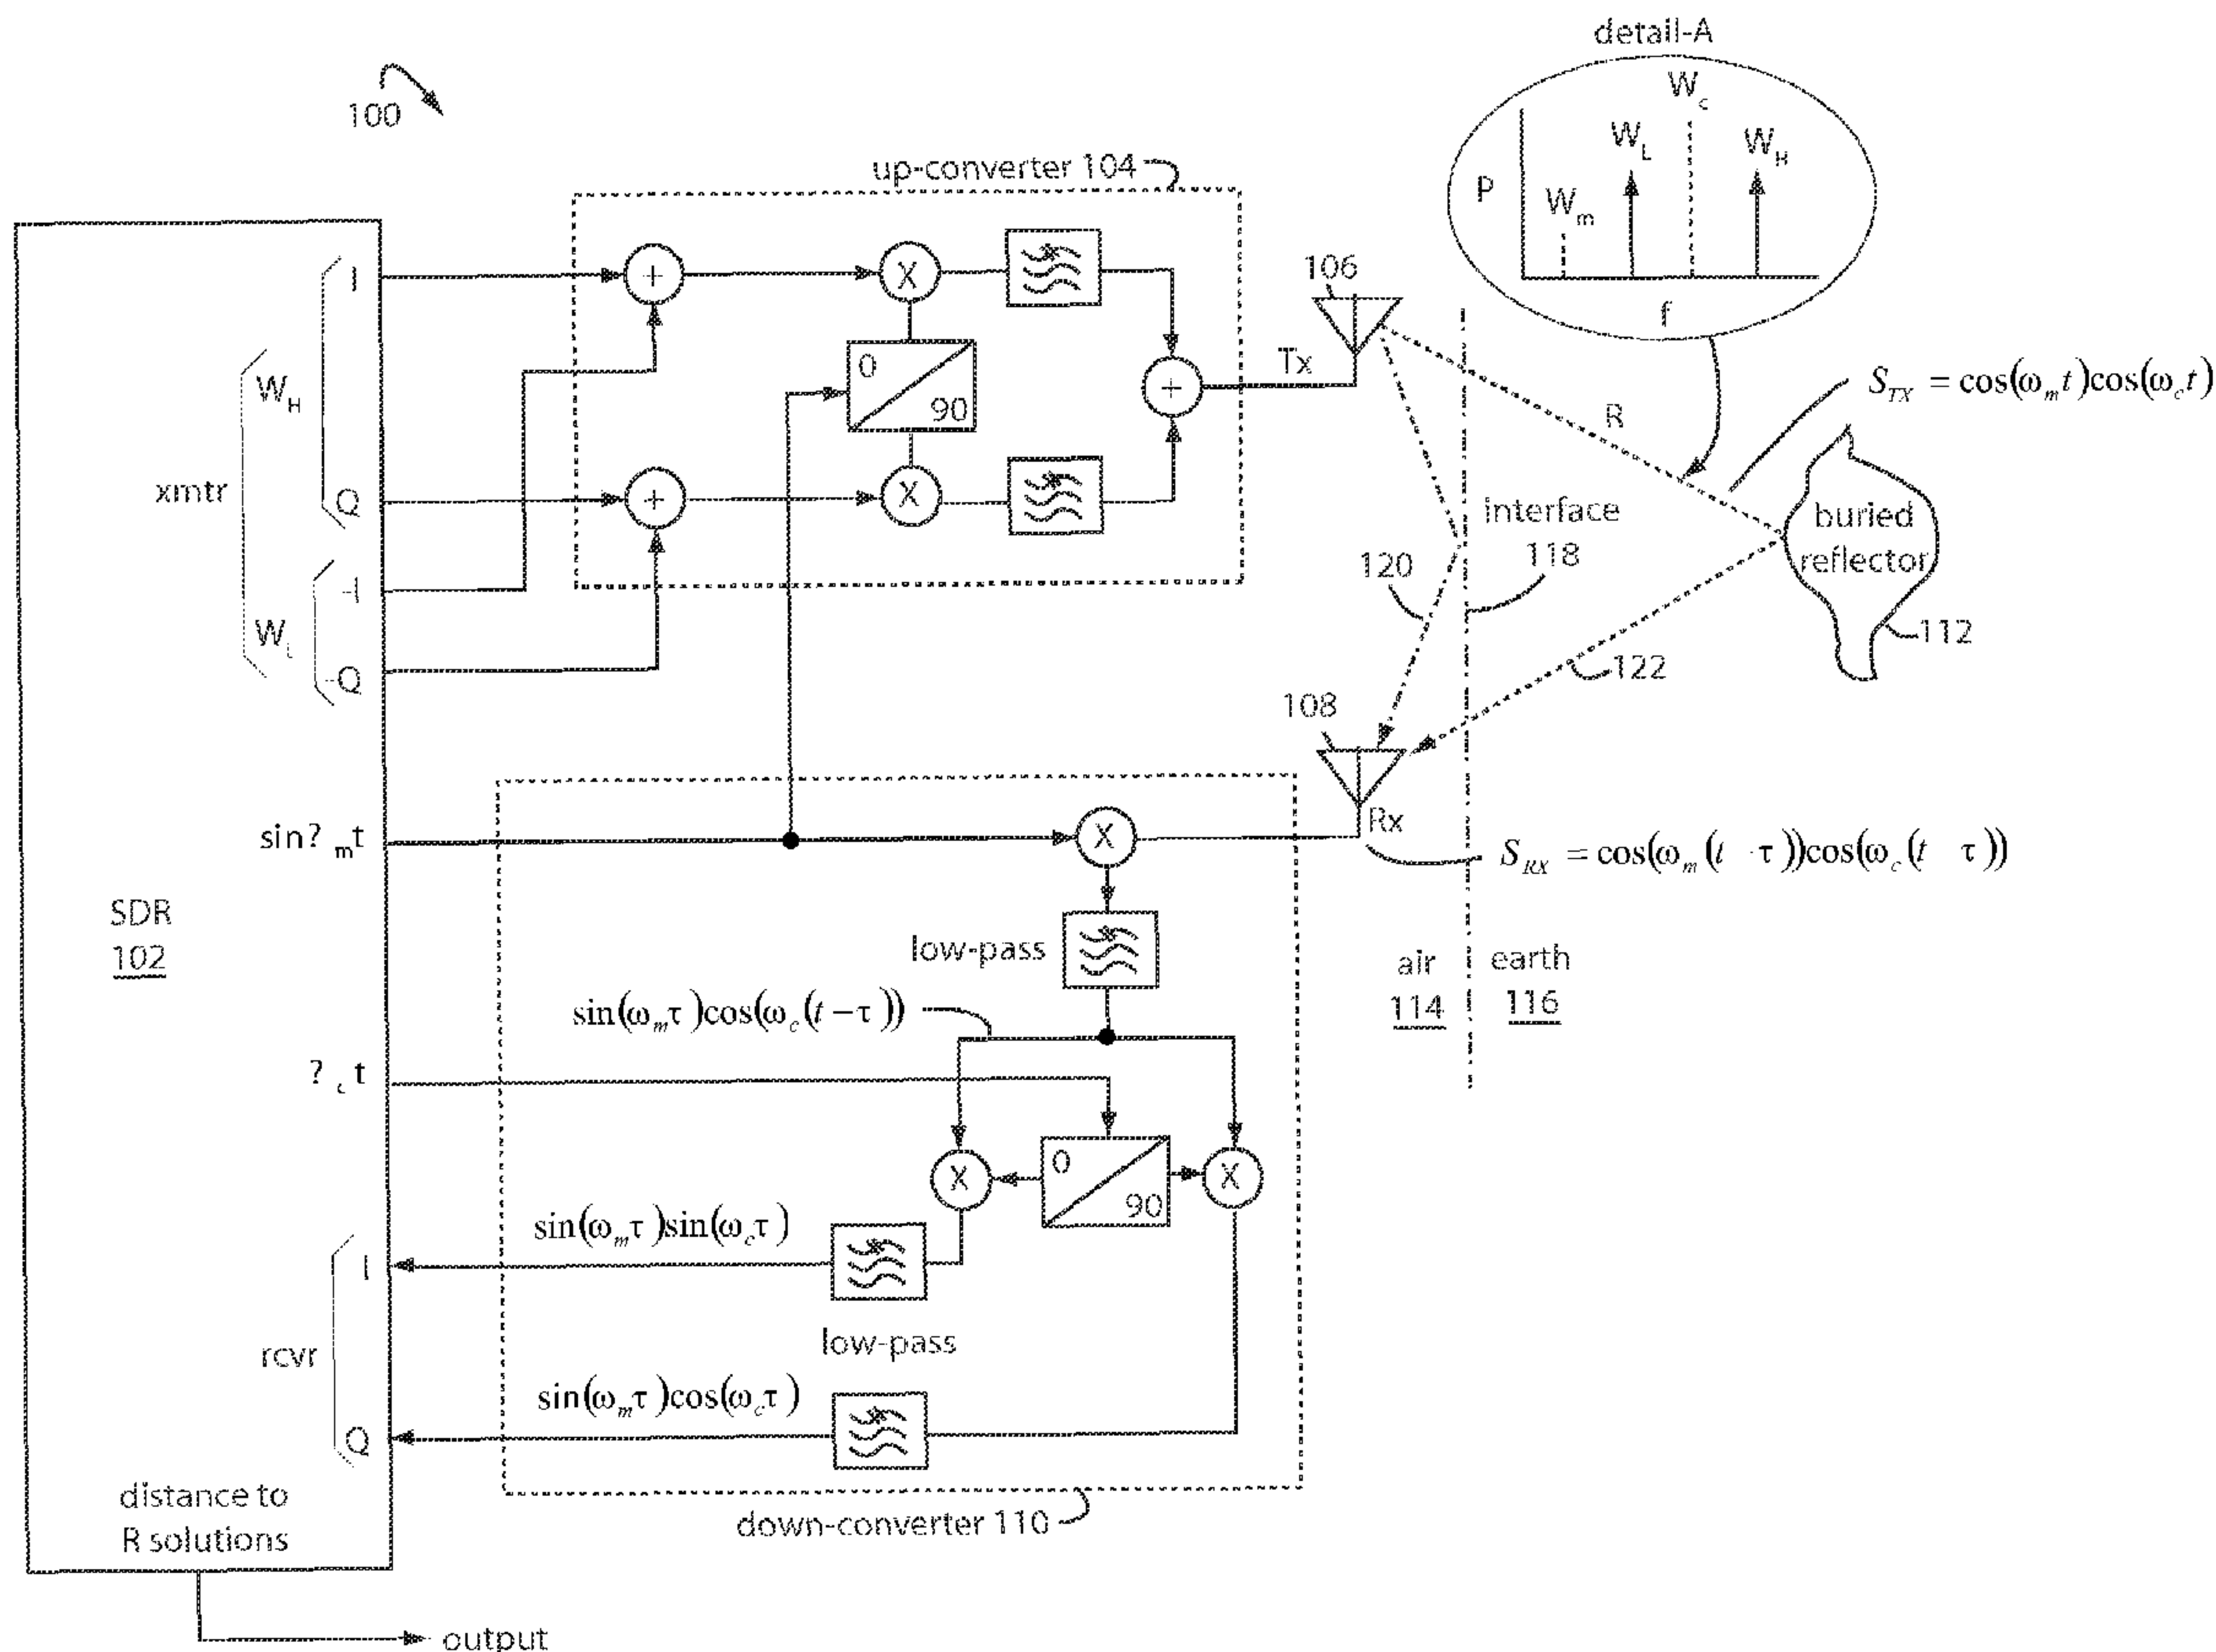 detail-A
100
W_c
W_L
W_H
P
W_m
f
up-converter 104
I
+
X
106
0
90
W_H
Tx
+
S_TX = cos(ω_m t)cos(ω_c t)
R
xmtr
Q
+
X
interface
118
buried
reflector
120
-I
W_L
-Q
112
122
108
sin? _m t
X
Rx
S_RX = cos(ω_m (t - τ))cos(ω_c (t   τ))
SDR
102
low-pass
air
114
earth
116
sin(ω_m τ)cos(ω_c (t − τ))
? _c t
X
0
90
X
sin(ω_m τ)sin(ω_c τ)
I
low-pass
rcvr
sin(ω_m τ)cos(ω_c τ)
Q
distance to
R solutions
down-converter 110
output